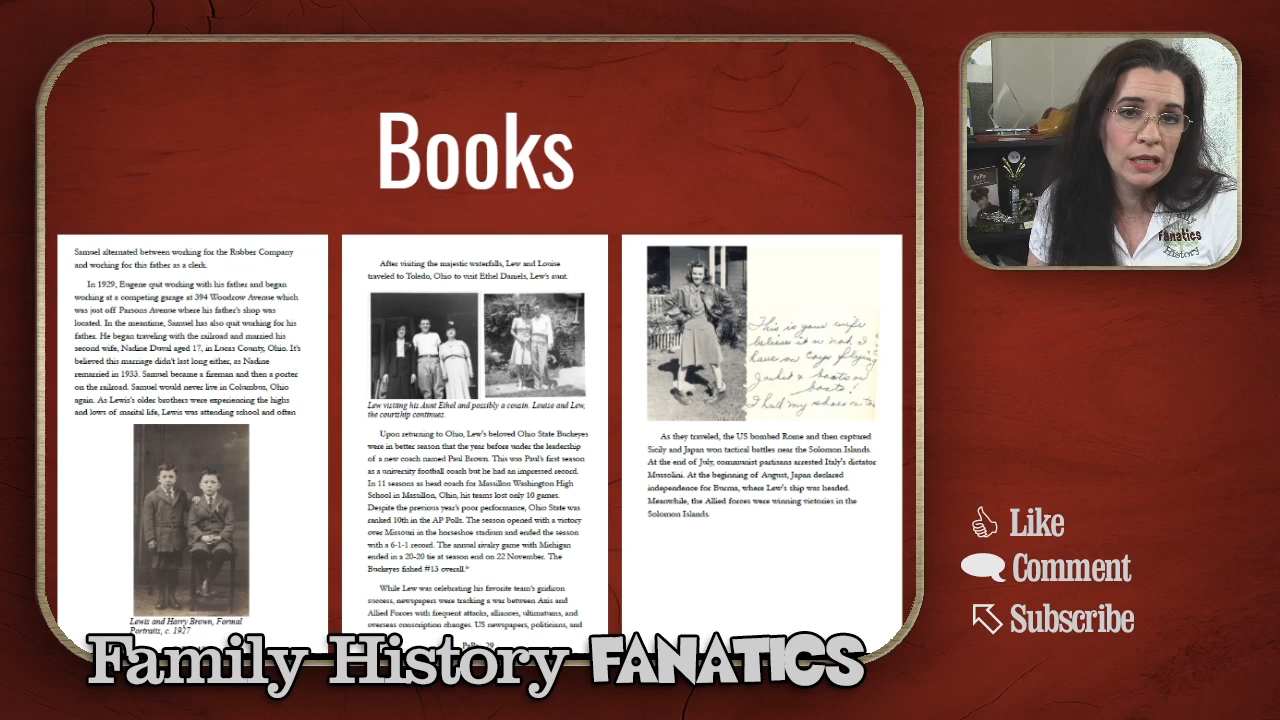 Books
Samuel alternated between working for the Rubber Company
and working for this father as a clerk.
In 1929, Eugene quit working with his father and began
working at a competing garage at 394 Woodrow Avenue which
was just off Parsons Avenue where his father's shop was
located. In the meantime, Samuel has also quit working for his
father. He began traveling with the railroad and married his
second wife, Nadine Duval aged 17, in Lucas County, Ohio. It's
believed this marriage didn't last long either, as Nadine
remarried in 1933. Samuel became a fireman and then a porter
on the railroad. Samuel would never live in Columbus, Ohio
again. As Lewis's older brothers were experiencing the highs
and lows of marital life, Lewis was attending school and often
Lewis and Harry Brown, Formal
Portraits, c. 1927
After visiting the majestic waterfalls, Lew and Louise
traveled to Toledo, Ohio to visit Ethel Daniels, Lew's aunt.
Lew visiting his Aunt Ethel and possibly a cousin. Louise and Lew,
the courtship continues.
Upon returning to Ohio, Lew's beloved Ohio State Buckeyes
were in better season that the year before under the leadership
of a new coach named Paul Brown. This was Paul's first season
as a university football coach but he had an impressed record.
In 11 seasons as head coach for Massillon Washington High
School in Massillon, Ohio, his teams lost only 10 games.
Despite the previous year's poor performance, Ohio State was
ranked 10th in the AP Polls. The season opened with a victory
over Missouri in the horseshoe stadium and ended the season
with a 6-1-1 record. The annual rivalry game with Michigan
ended in a 20-20 tie at season end on 22 November. The
Buckeyes fished #13 overall.
While Lew was celebrating his favorite team's gridiron
success, newspapers were tracking a war between Axis and
Allied Forces with frequent attacks, alliances, ultimatums, and
overseas conscription changes. US newspapers, politicians, and
This is your wife
believe it or not. I
have on Corps flying
Jacket & boots or
boots.
I had my shoes
As they traveled, the US bombed Rome and then captured
Sicily and Japan won tactical battles near the Solomon Islands.
At the end of July, communist partisans arrested Italy's dictator
Mussolini. At the beginning of August, Japan declared
independence for Burma, where Lew's ship was headed.
Meanwhile, the Allied forces were winning victories in the
Solomon Islands.
Family History FANATICS
PaPa
Family
Fanatics
History
Like
Comment
Subscribe